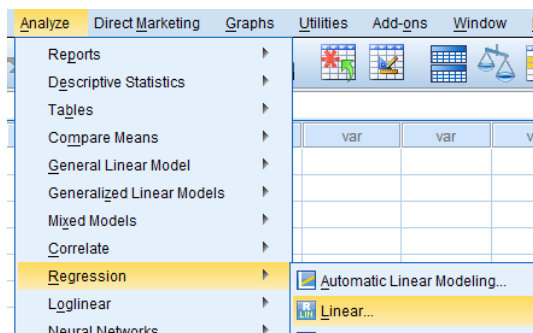 Analyze Direct Marketing Graphs Utilities Add-ons Window
Reports
Descriptive Statistics
Tables
Compare Means
var var
General Linear Model
Generalized Linear Models
Mixed Models
Correlate
Regression
Automatic Linear Modeling...
Loglinear
Linear...
Neural Networks